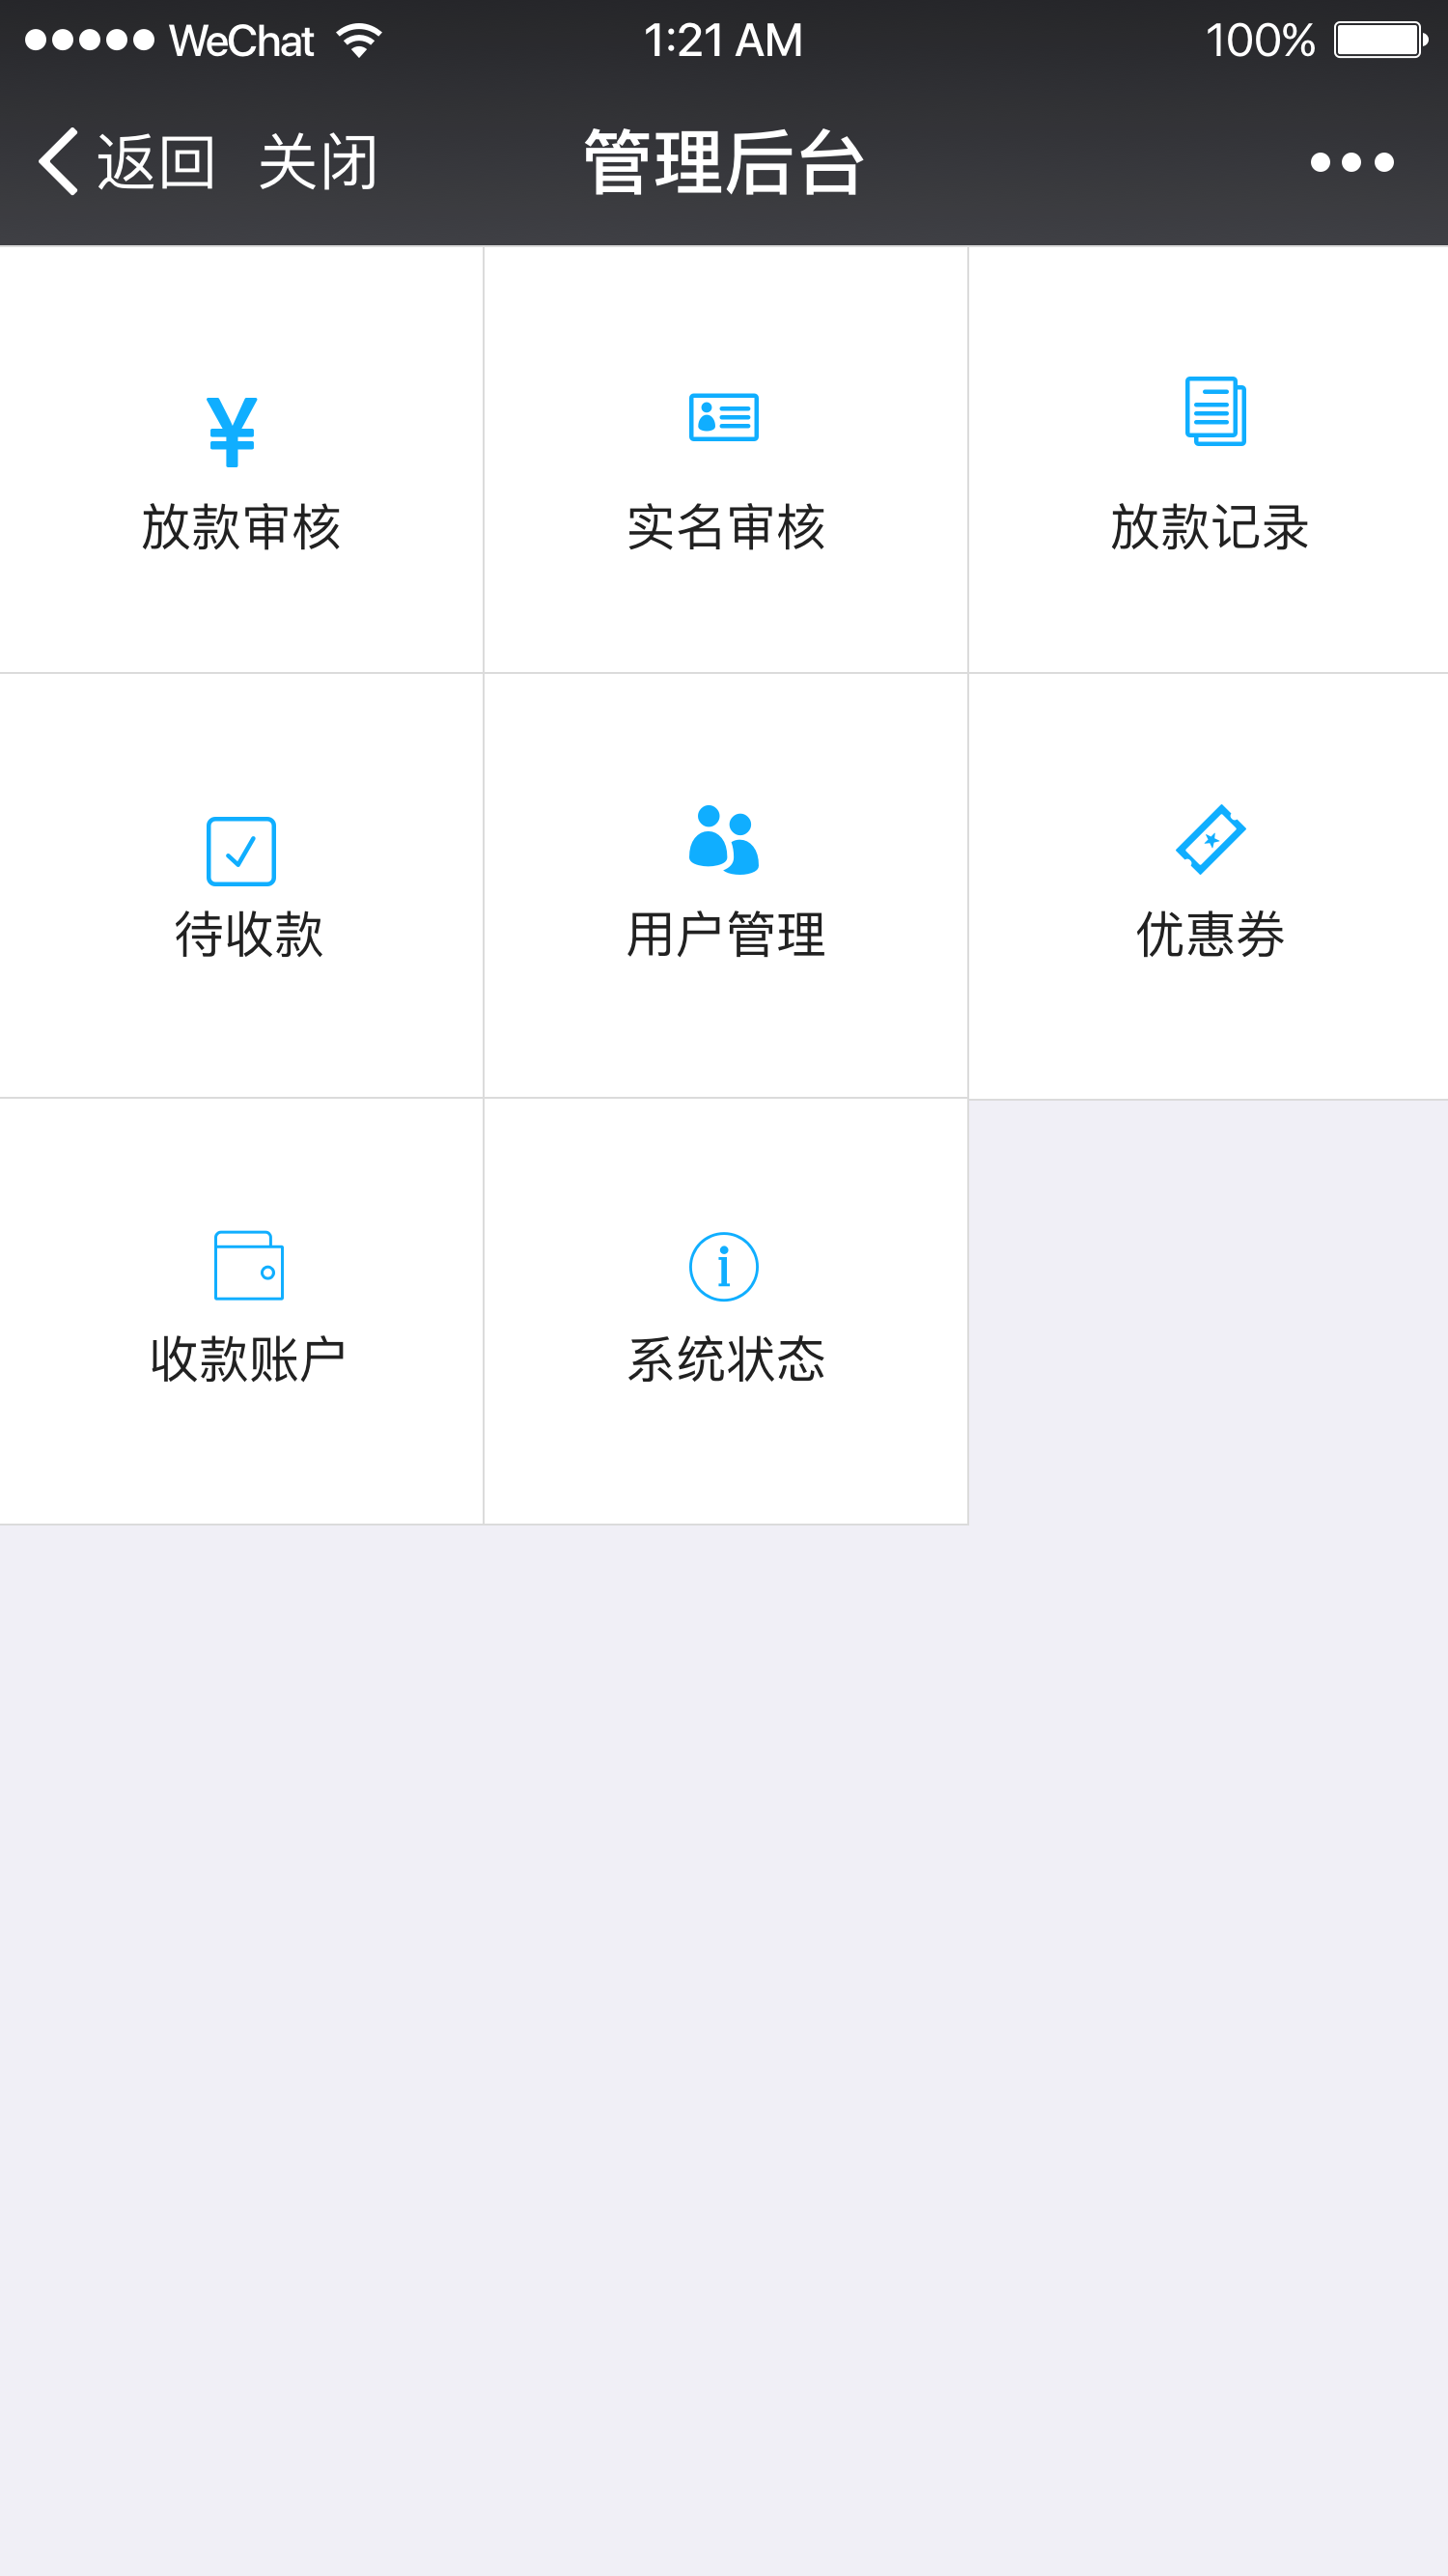 WeChat 1:21 AM 100%
返回 关闭 管理后台
放款审核 实名审核 放款记录
待收款 用户管理 优惠券
收款账户 系统状态